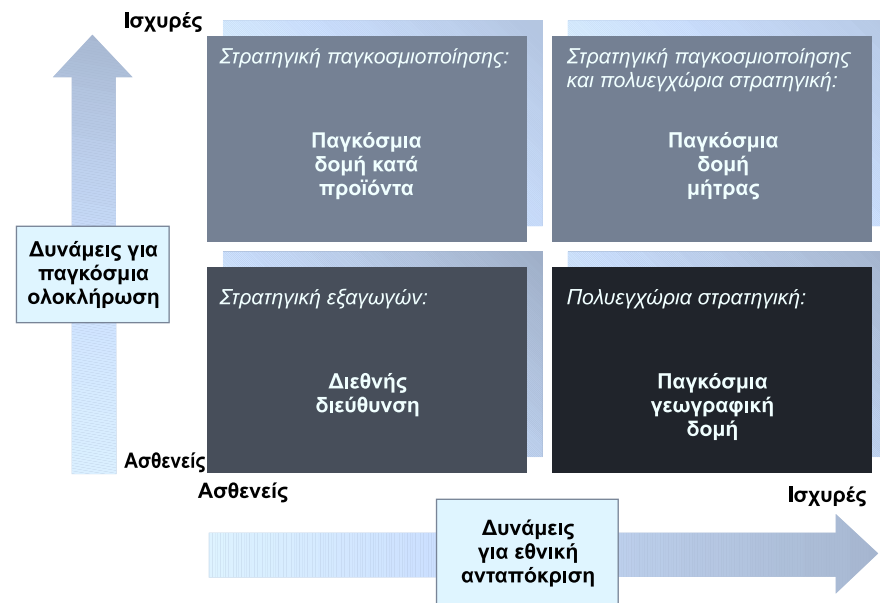 Ισχυρές
Στρατηγική παγκοσμιοποίησης:
Παγκόσμια
δομή κατά
προϊόντα
Στρατηγική παγκοσμιοποίησης
και πολυεγχώρια στρατηγική:
Παγκόσμια
δομή
μήτρας
Δυνάμεις για
παγκόσμια
ολοκλήρωση
Στρατηγική εξαγωγών:
Διεθνής
διεύθυνση
Πολυεγχώρια στρατηγική:
Παγκόσμια
γεωγραφική
δομή
Ασθενείς
Ασθενείς
Ισχυρές
Δυνάμεις
για εθνική
ανταπόκριση